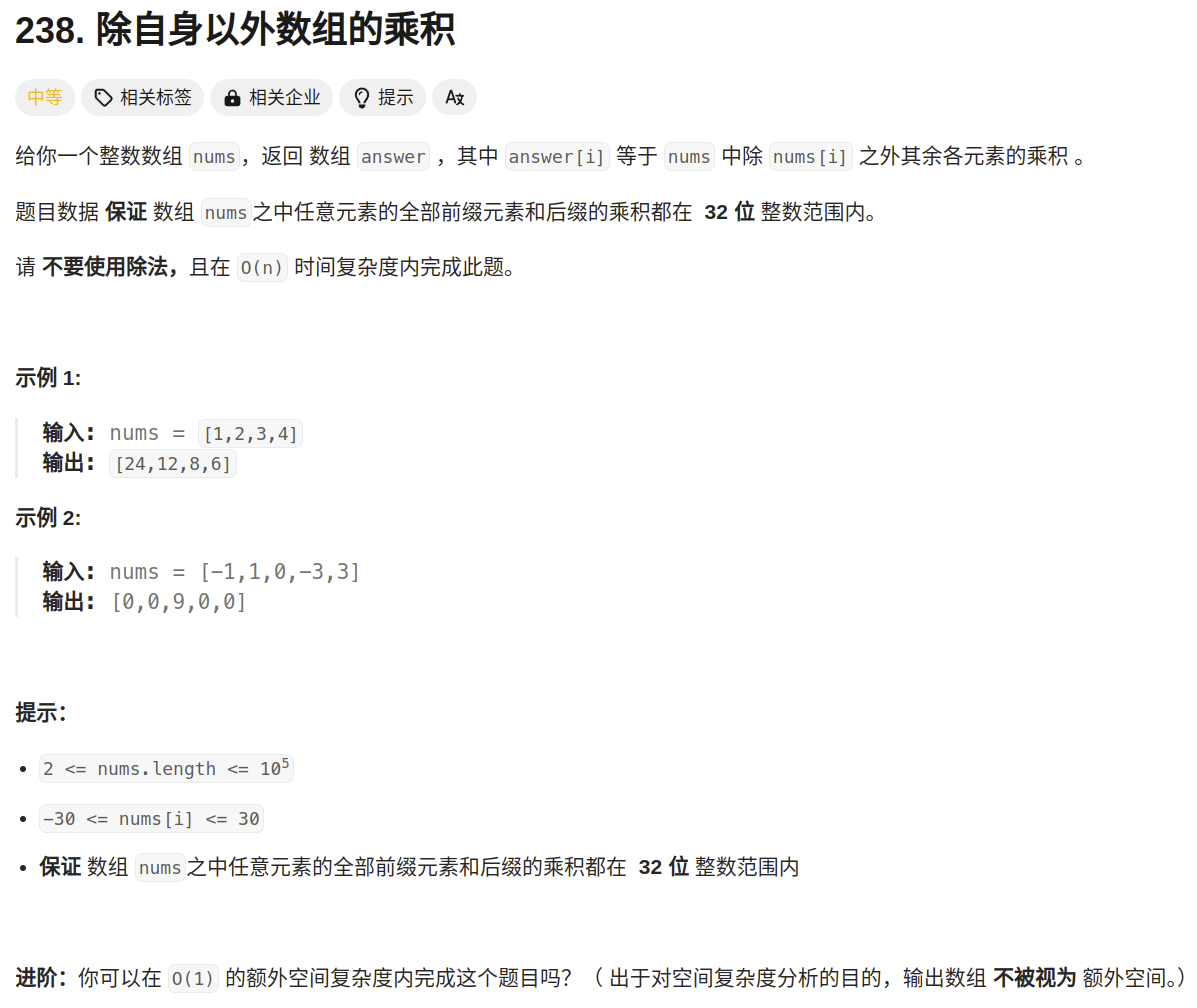 238. 除自身以外数组的乘积
中等 相关标签 相关企业 提示 A文
给你一个整数数组 nums，返回 数组 answer ，其中 answer[i] 等于 nums 中除 nums[i] 之外其余各元素的乘积 。
题目数据 保证 数组 nums之中任意元素的全部前缀元素和后缀的乘积都在 32 位 整数范围内。
请 不要使用除法，且在 O(n) 时间复杂度内完成此题。
示例 1:
输入: nums = [1,2,3,4]
输出: [24,12,8,6]
示例 2:
输入: nums = [-1,1,0,-3,3]
输出: [0,0,9,0,0]
提示：
• 2 <= nums.length <= 10⁵
• -30 <= nums[i] <= 30
• 保证 数组 nums之中任意元素的全部前缀元素和后缀的乘积都在 32 位 整数范围内
进阶：你可以在 O(1) 的额外空间复杂度内完成这个题目吗？（ 出于对空间复杂度分析的目的，输出数组 不被视为 额外空间。）